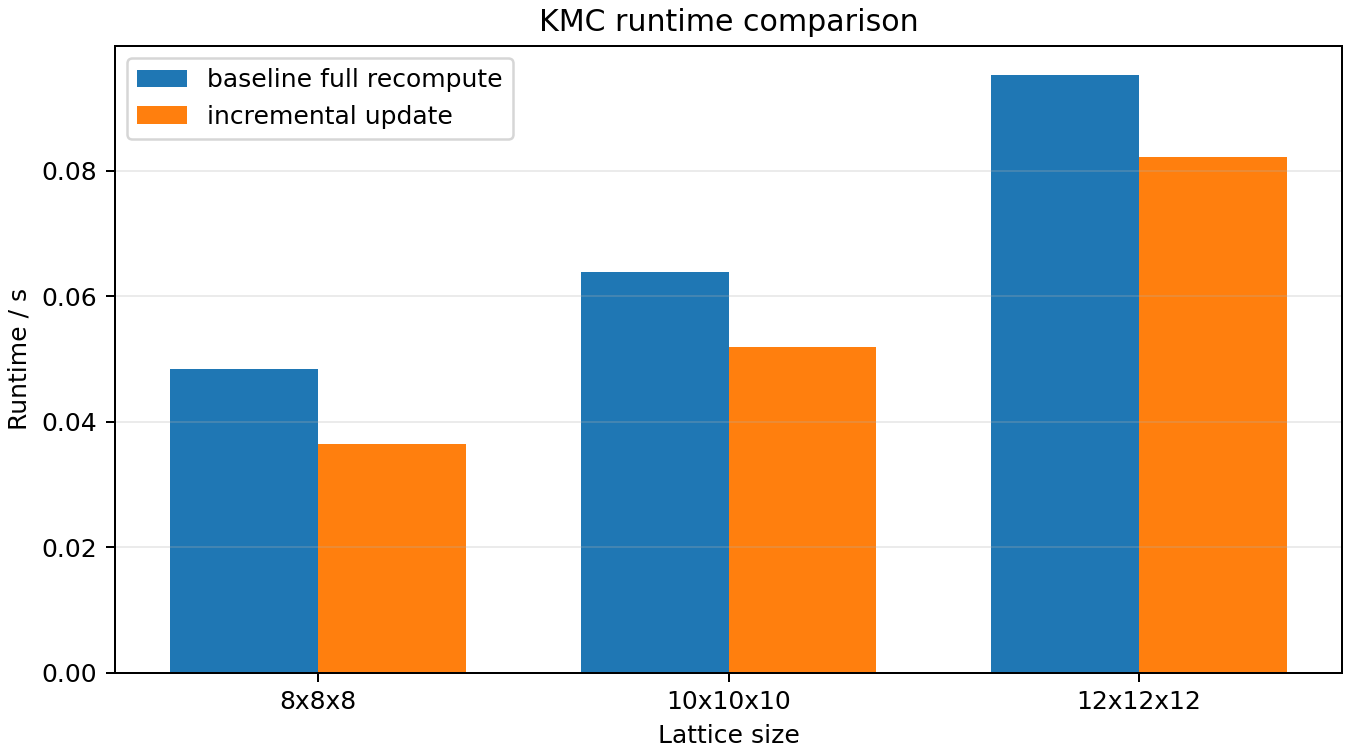 KMC runtime comparison
baseline full recompute
incremental update
Runtime / s
0.08
0.06
0.04
0.02
0.00
8x8x8
10x10x10
12x12x12
Lattice size